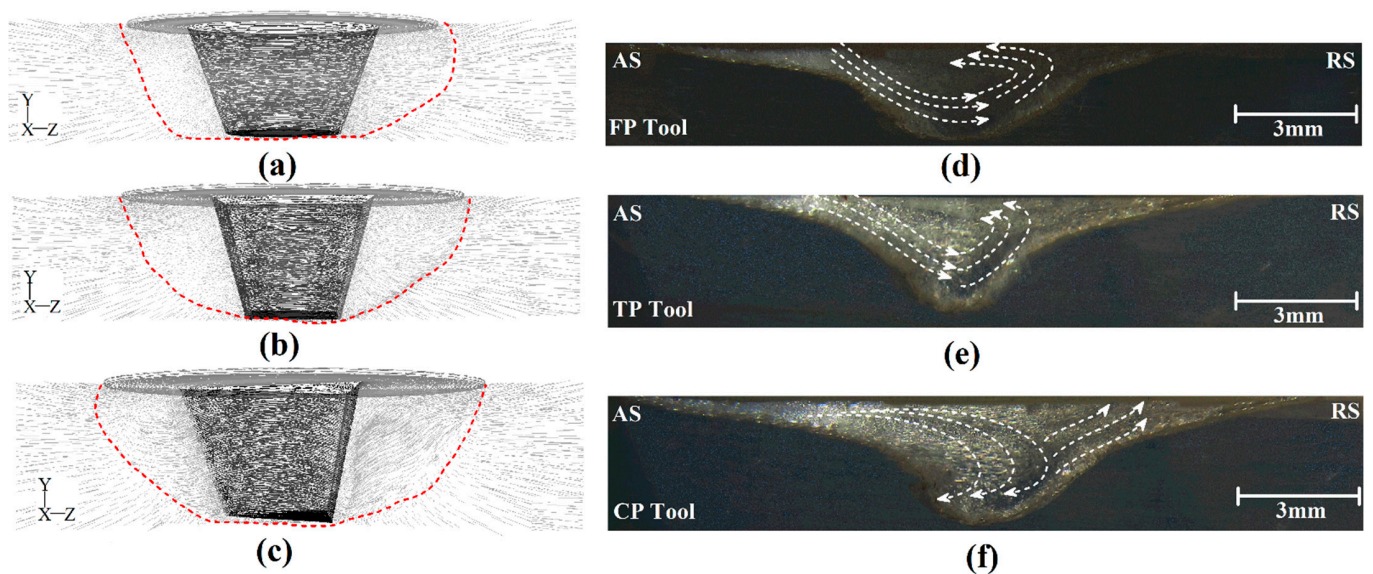 Y
X—Z
(a)
AS
RS
FP Tool
3mm
(d)
Y
X—Z
(b)
AS
RS
TP Tool
3mm
(e)
Y
X—Z
(c)
AS
RS
CP Tool
3mm
(f)